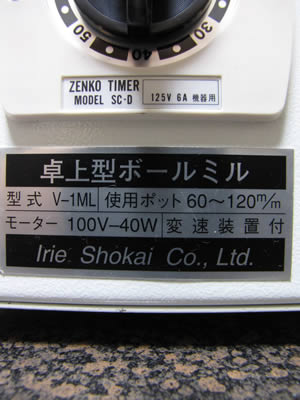 50 40 30
ZENKO TIMER
MODEL SC-D
125V 6A 機器用
卓上型ボールミル
型式 V-1ML 使用ポット 60～120m/m
モーター 100V-40W 変速装置付
Irie Shokai Co., Ltd.